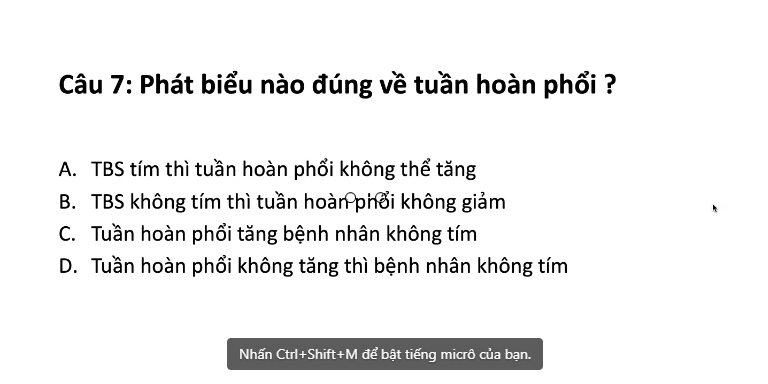 Câu 7: Phát biểu nào đúng về tuần hoàn phổi ?
A. TBS tím thì tuần hoàn phổi không thể tăng
B. TBS không tím thì tuần hoàn phổi không giảm
C. Tuần hoàn phổi tăng bệnh nhân không tím
D. Tuần hoàn phổi không tăng thì bệnh nhân không tím
Nhấn Ctrl+Shift+M để bật tiếng micrô của bạn.